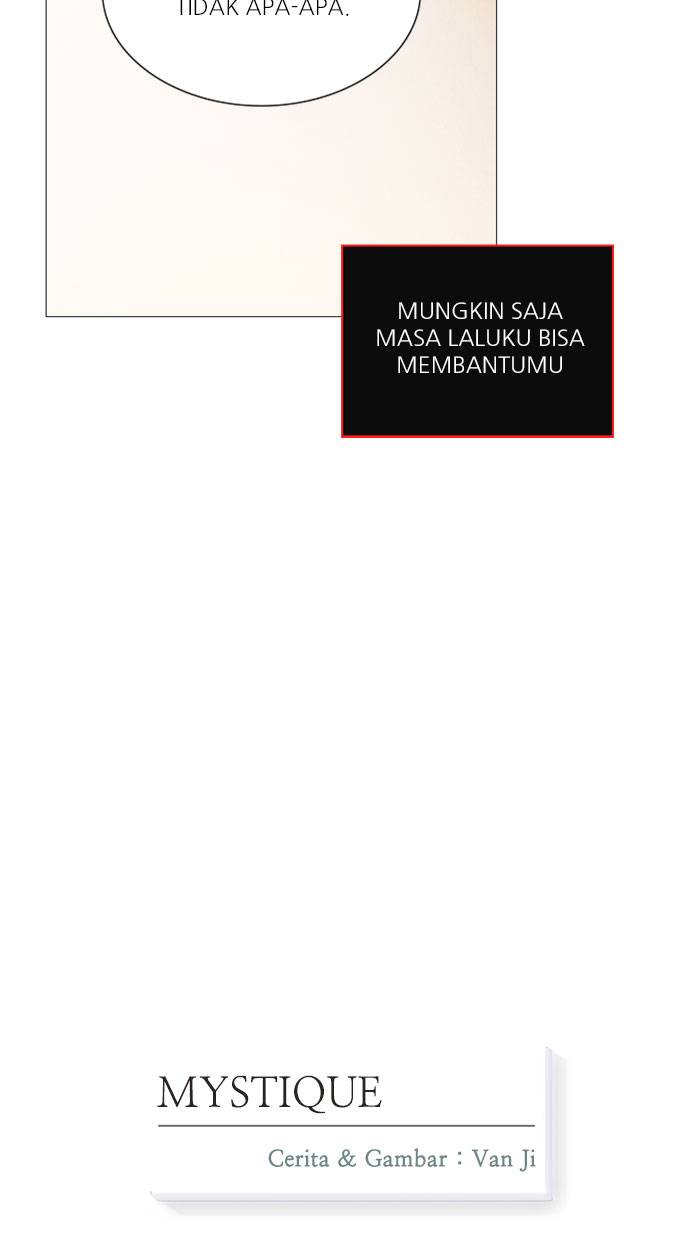 TIDAK APA-APA.
MUNGKIN SAJA
MASA LALUKU BISA
MEMBANTUMU
MYSTIQUE
Cerita & Gambar : Van Ji